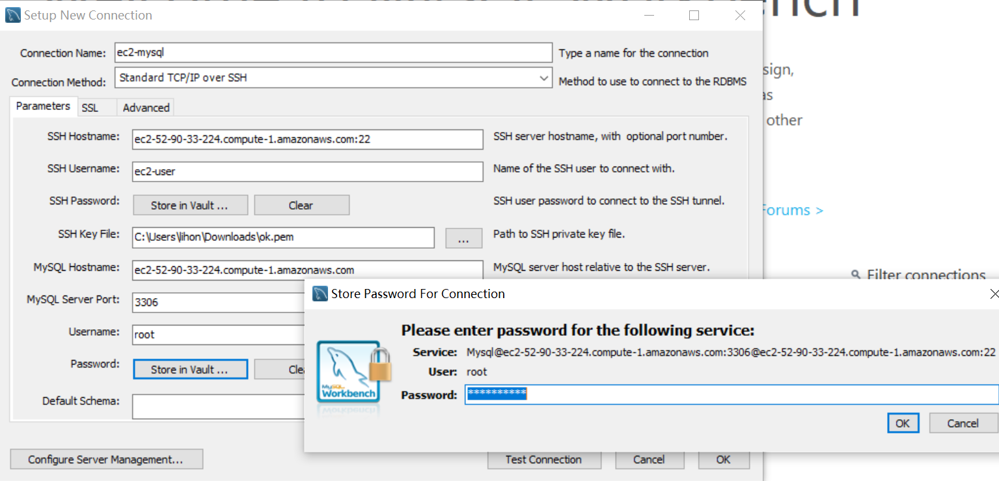 Setup New Connection
Connection Name: ec2-mysql Type a name for the connection
Connection Method: Standard TCP/IP over SSH Method to use to connect to the RDBMS
Parameters SSL Advanced
sign,
as
other
SSH Hostname: ec2-52-90-33-224.compute-1.amazonaws.com:22 SSH server hostname, with optional port number.
SSH Username: ec2-user Name of the SSH user to connect with.
SSH Password: Store in Vault ... Clear SSH user password to connect to the SSH tunnel.
Forums >
SSH Key File: C:\Users\lihon\Downloads\ok.pem ... Path to SSH private key file.
MySQL Hostname: ec2-52-90-33-224.compute-1.amazonaws.com MySQL server host relative to the SSH server.
Filter connections
MySQL Server Port: 3306
Username: root
Password: Store in Vault ... Clea
Default Schema:
Configure Server Management... Test Connection Cancel OK
Store Password For Connection
Please enter password for the following service:
Service: Mysql@ec2-52-90-33-224.compute-1.amazonaws.com:3306@ec2-52-90-33-224.compute-1.amazonaws.com:22
User: root
Password: **********
MySQL
Workbench
OK Cancel